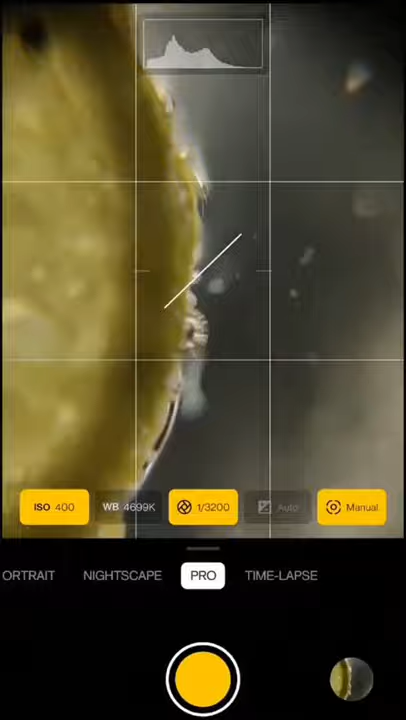 ISO 400
WB 4699K
1/3200
Auto
Manual
ORTRAIT NIGHTSCAPE PRO TIME-LAPSE